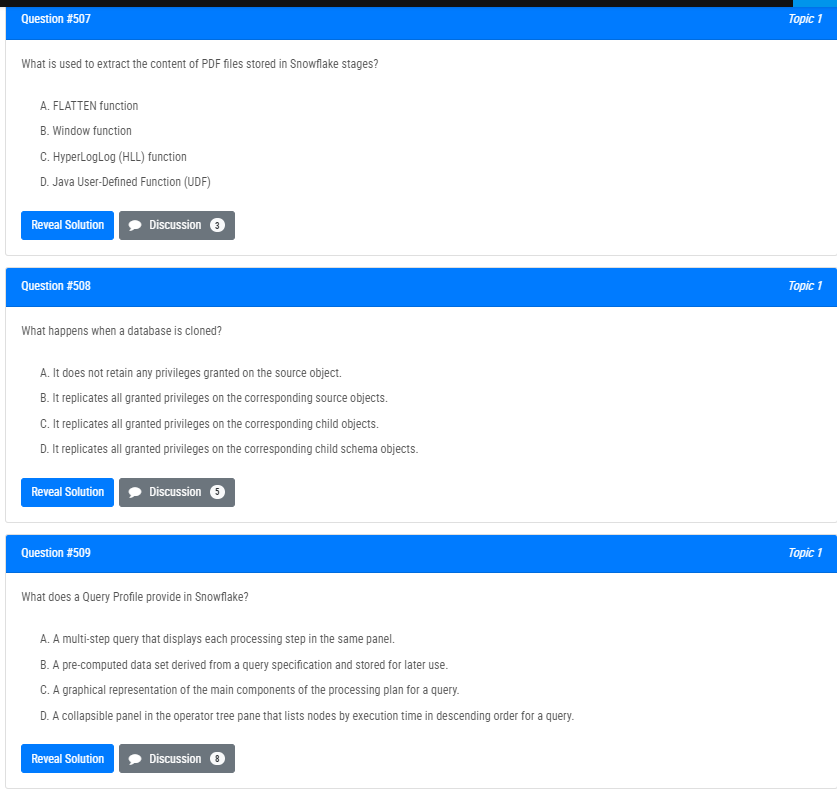 Question #507 Topic 1
What is used to extract the content of PDF files stored in Snowflake stages?
A. FLATTEN function
B. Window function
C. HyperLogLog (HLL) function
D. Java User-Defined Function (UDF)
Reveal Solution Discussion 3
Question #508 Topic 1
What happens when a database is cloned?
A. It does not retain any privileges granted on the source object.
B. It replicates all granted privileges on the corresponding source objects.
C. It replicates all granted privileges on the corresponding child objects.
D. It replicates all granted privileges on the corresponding child schema objects.
Reveal Solution Discussion 5
Question #509 Topic 1
What does a Query Profile provide in Snowflake?
A. A multi-step query that displays each processing step in the same panel.
B. A pre-computed data set derived from a query specification and stored for later use.
C. A graphical representation of the main components of the processing plan for a query.
D. A collapsible panel in the operator tree pane that lists nodes by execution time in descending order for a query.
Reveal Solution Discussion 8